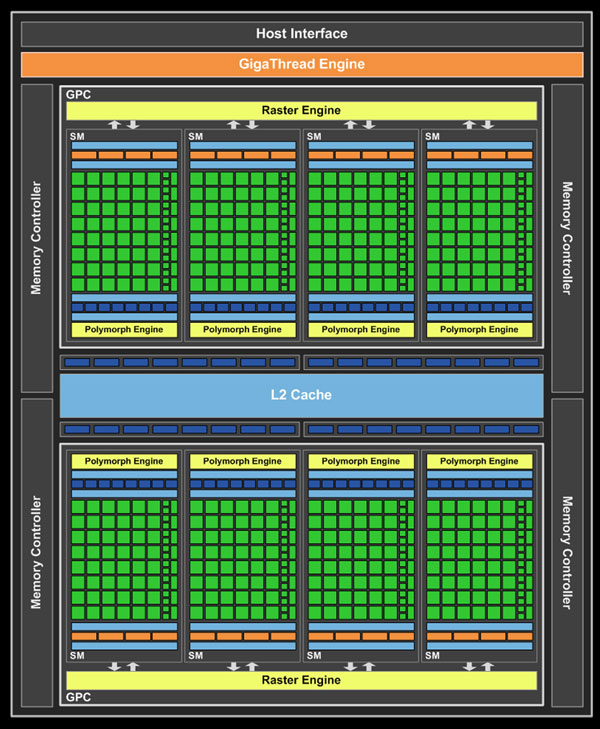 Host Interface
GigaThread Engine
GPC
Raster Engine
Memory Controller
Memory Controller
SM
SM
SM
SM
Polymorph Engine
Polymorph Engine
Polymorph Engine
Polymorph Engine
L2 Cache
Memory Controller
Memory Controller
Polymorph Engine
Polymorph Engine
Polymorph Engine
Polymorph Engine
SM
SM
SM
SM
Raster Engine
GPC